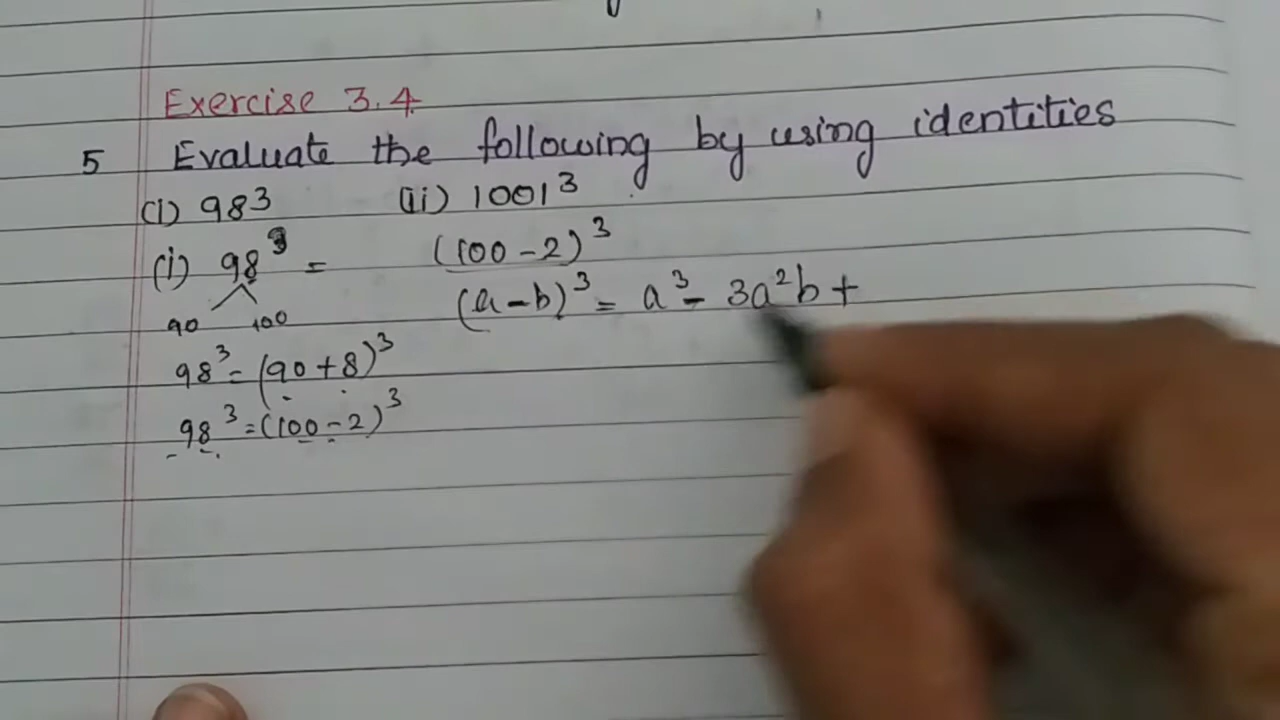 Exercise 3.4
5 Evaluate the following by using identities
(i) 98³ (ii) 1001³
(i) 98³ = (100 - 2)³
(a - b)³ = a³ - 3a²b +
90 100
98³ = (90 + 8)³
98³ = (100 - 2)³